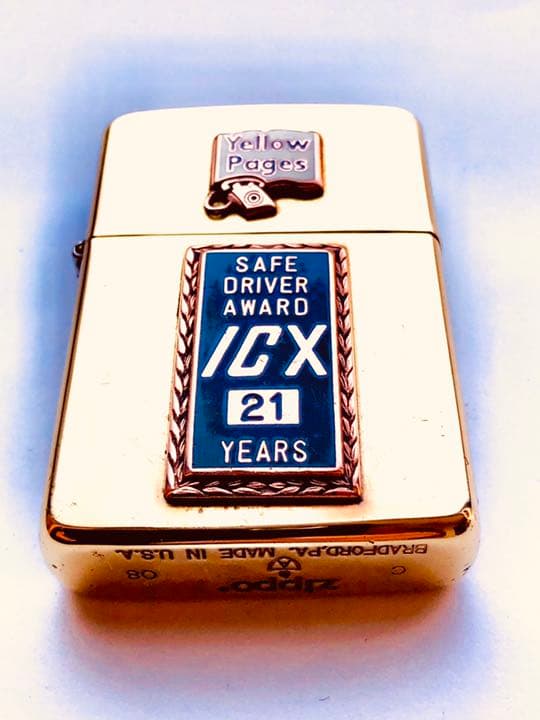 Yellow
Pages
SAFE
DRIVER
AWARD
ICX
21
YEARS
C zippo® 08
BRADFORD,PA. MADE IN U.S.A.